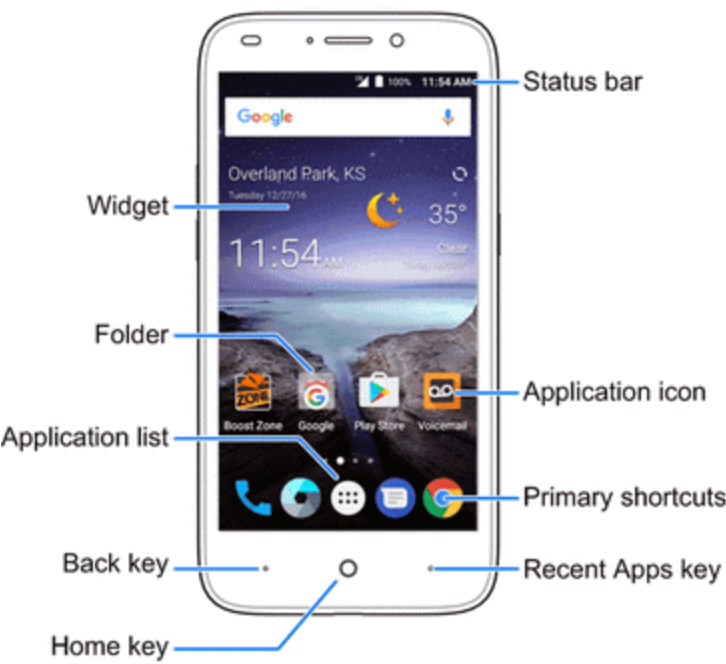 100% 11:54 AM
Status bar
Google
Overland Park, KS
Tuesday 12/27/16
Widget
35°
11:54 AM
Clear
Folder
ZONE
Application icon
Boost Zone Google Play Store Voicemail
Application list
Primary shortcuts
Back key
Recent Apps key
Home key